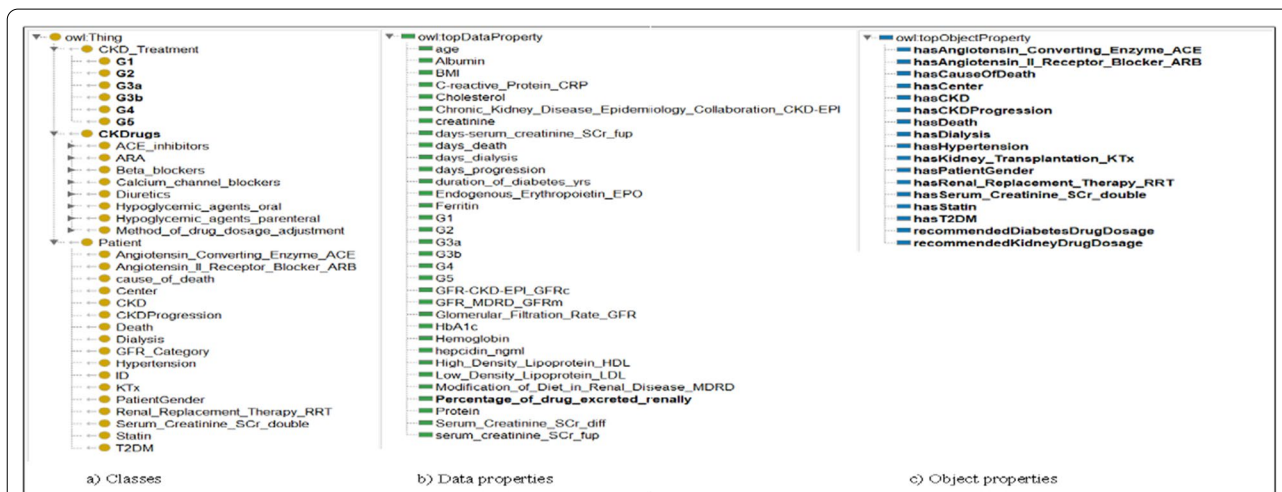 owl:Thing
CKD_Treatment
G1
G2
G3a
G3b
G4
G5
CKDrugs
ACE_inhibitors
ARA
Beta_blockers
Calcium_channel_blockers
Diuretics
Hypoglycemic_agents_oral
Hypoglycemic_agents_parenteral
Method_of_drug_dosage_adjustment
Patient
Angiotensin_Converting_Enzyme_ACE
Angiotensin_II_Receptor_Blocker_ARB
cause_of_death
Center
CKD
CKDProgression
Death
Dialysis
GFR_Category
Hypertension
ID
KTx
PatientGender
Renal_Replacement_Therapy_RRT
Serum_Creatinine_SCr_double
Statin
T2DM
a) Classes
owl:topDataProperty
age
Albumin
BMI
C-reactive_Protein_CRP
Cholesterol
Chronic_Kidney_Disease_Epidemiology_Collaboration_CKD-EPI
creatinine
days-serum_creatinine_SCr_fup
days_death
days_dialysis
days_progression
duration_of_diabetes_yrs
Endogenous_Erythropoietin_EPO
Ferritin
G1
G2
G3a
G3b
G4
G5
GFR-CKD-EPI_GFRc
GFR_MDRD_GFRm
Glomerular_Filtration_Rate_GFR
HbA1c
Hemoglobin
hepcidin_ngml
High_Density_Lipoprotein_HDL
Low_Density_Lipoprotein_LDL
Modification_of_Diet_in_Renal_Disease_MDRD
Percentage_of_drug_excreted_renally
Protein
Serum_Creatinine_SCr_diff
serum_creatinine_SCr_fup
b) Data properties
owl:topObjectProperty
hasAngiotensin_Converting_Enzyme_ACE
hasAngiotensin_II_Receptor_Blocker_ARB
hasCauseOfDeath
hasCenter
hasCKD
hasCKDProgression
hasDeath
hasDialysis
hasHypertension
hasKidney_Transplantation_KTx
hasPatientGender
hasRenal_Replacement_Therapy_RRT
hasSerum_Creatinine_SCr_double
hasStatin
hasT2DM
recommendedDiabetesDrugDosage
recommendedKidneyDrugDosage
c) Object properties